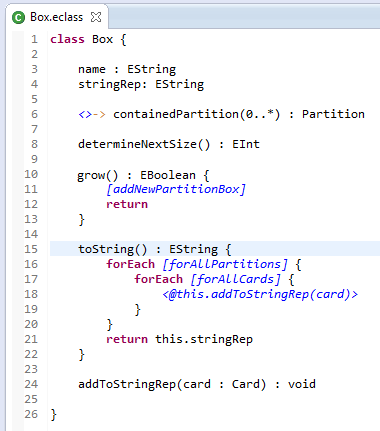 Box.eclass
1 class Box {
2
3 name : EString
4 stringRep: EString
5
6 <>-> containedPartition(0..*) : Partition
7
8 determineNextSize() : EInt
9
10 grow() : EBoolean {
11 [addNewPartitionBox]
12 return
13 }
14
15 toString() : EString {
16 forEach [forAllPartitions] {
17 forEach [forAllCards] {
18 <@this.addToStringRep(card)>
19 }
20 }
21 return this.stringRep
22 }
23
24 addToStringRep(card : Card) : void
25
26 }